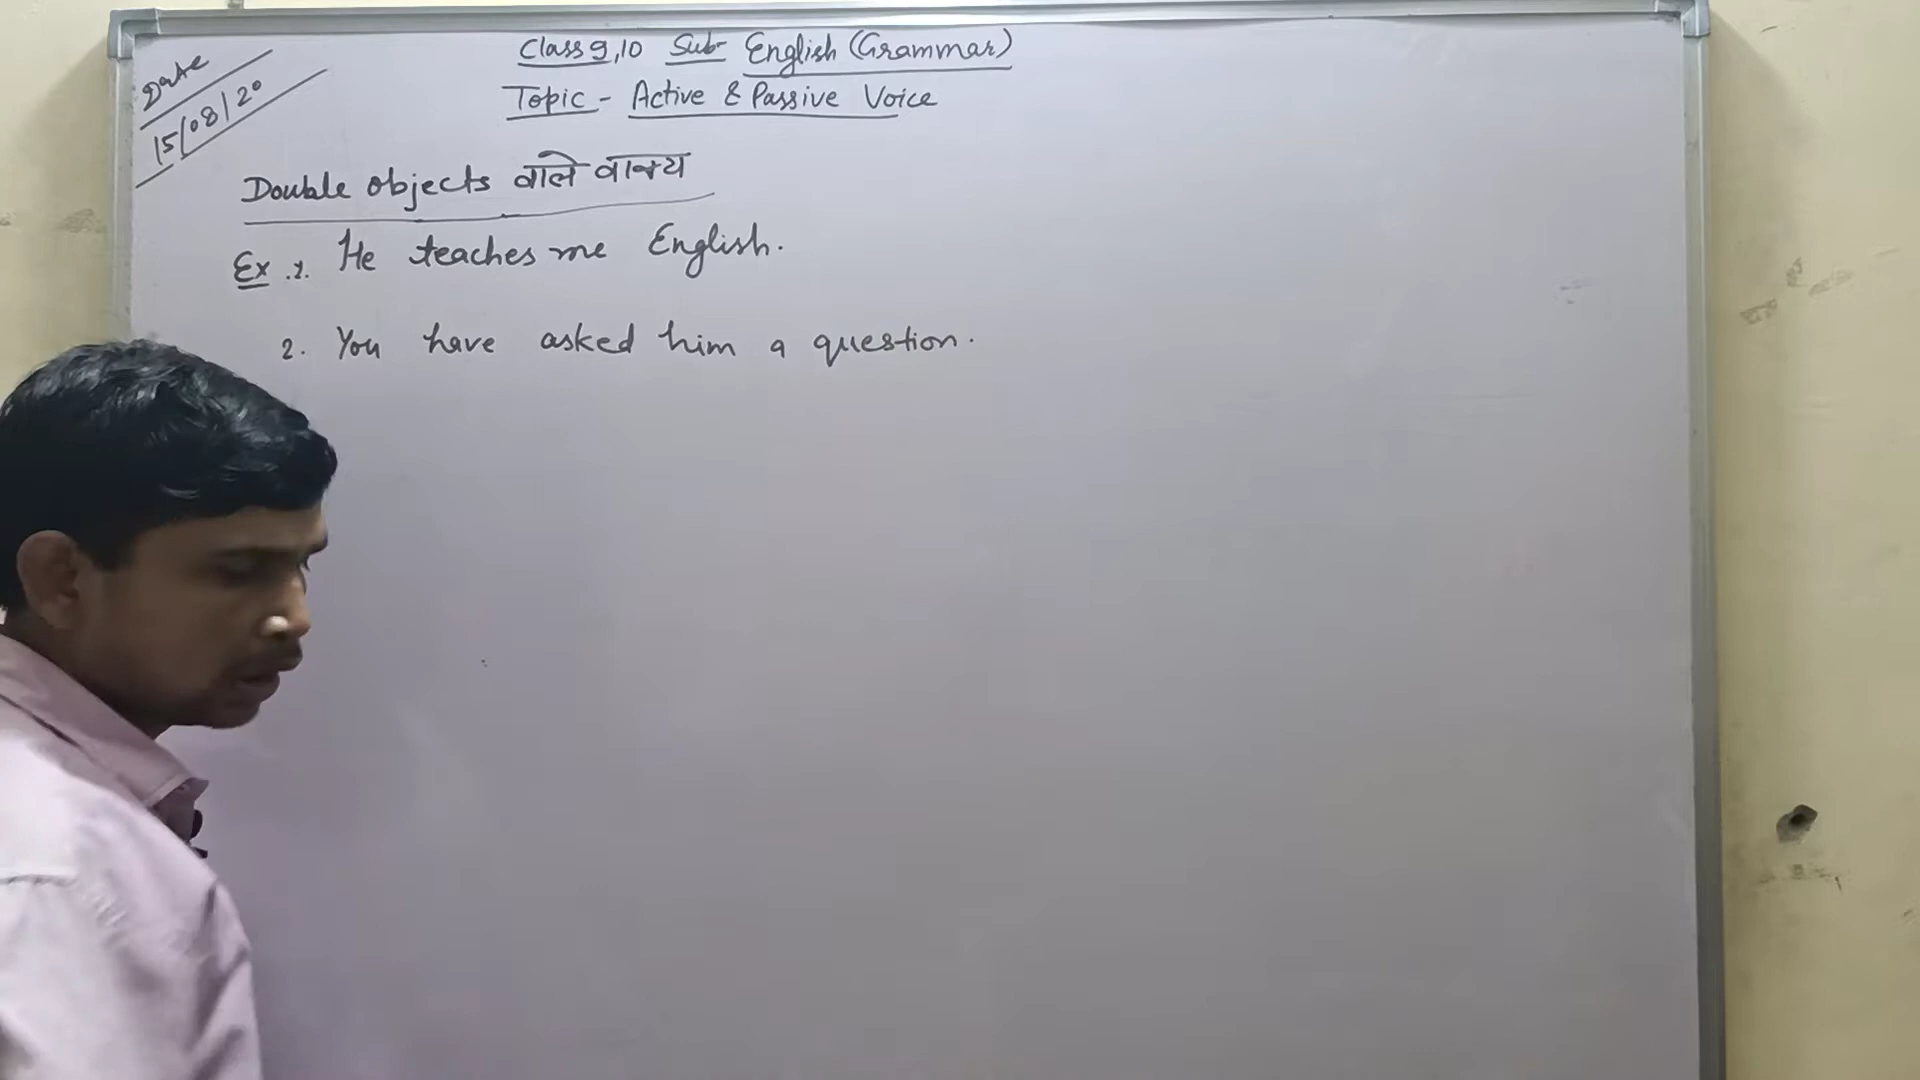 Date
15/08/20
Class 9,10 Sub- English (Grammar)
Topic - Active & Passive Voice
Double objects वाले वाक्य
Ex .1. He teaches me English.
2. You have asked him a question.